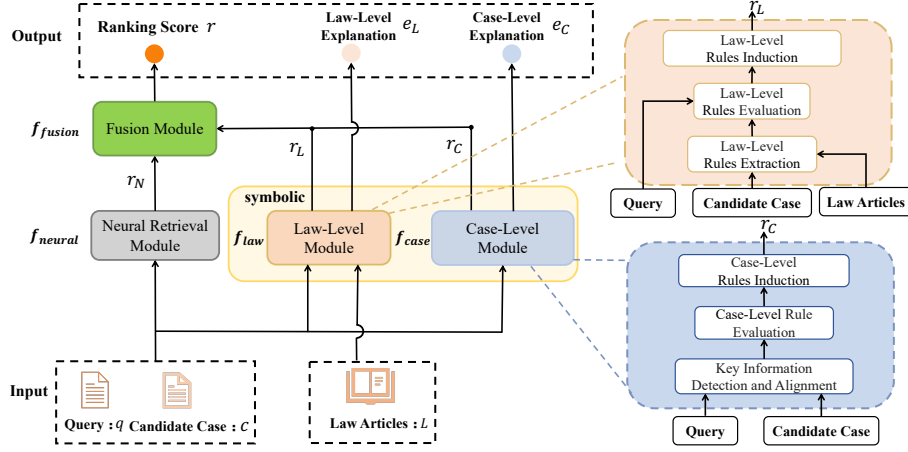 Output
Ranking Score r
Law-Level
Explanation e_L
Case-Level
Explanation e_C
f_fusion
Fusion Module
r_N
r_L
r_C
symbolic
f_neural
Neural Retrieval
Module
f_law
Law-Level
Module
f_case
Case-Level
Module
Input
Query : q
Candidate Case : C
Law Articles : L
r_L
Law-Level
Rules Induction
Law-Level
Rules Evaluation
Law-Level
Rules Extraction
Query
Candidate Case
Law Articles
r_C
Case-Level
Rules Induction
Case-Level Rule
Evaluation
Key Information
Detection and Alignment
Query
Candidate Case